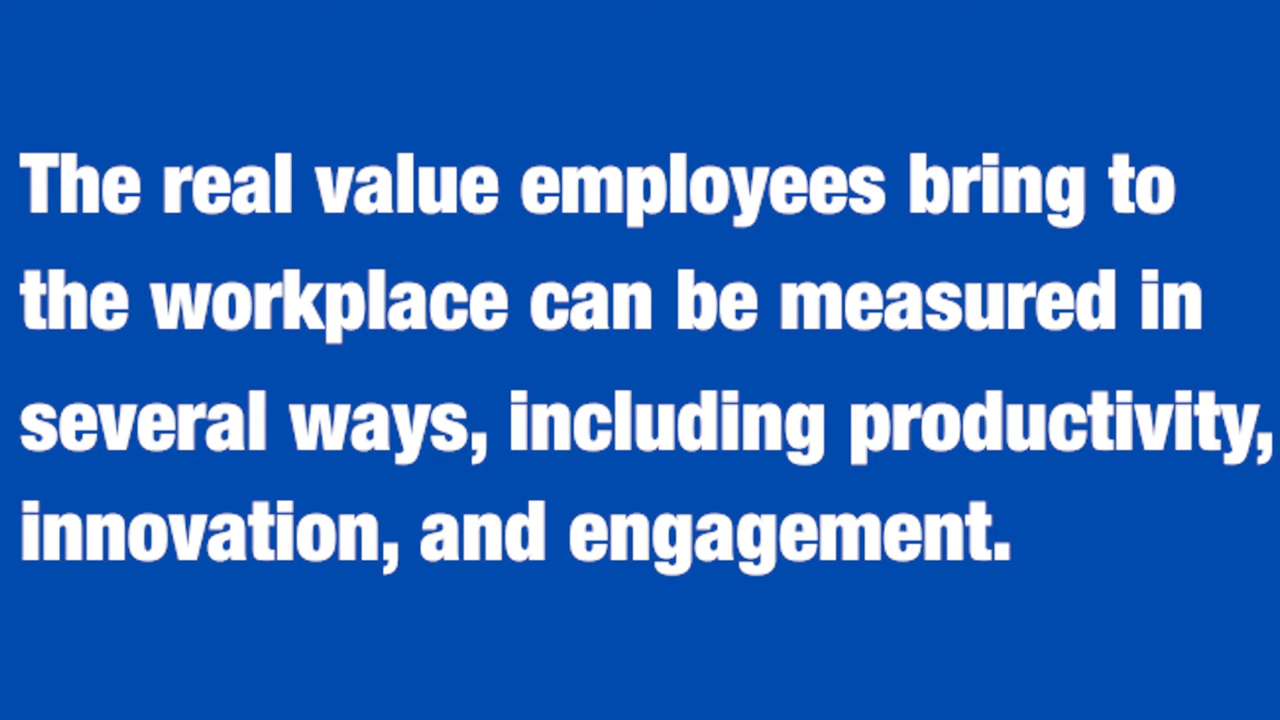 The real value employees bring to
the workplace can be measured in
several ways, including productivity,
innovation, and engagement.